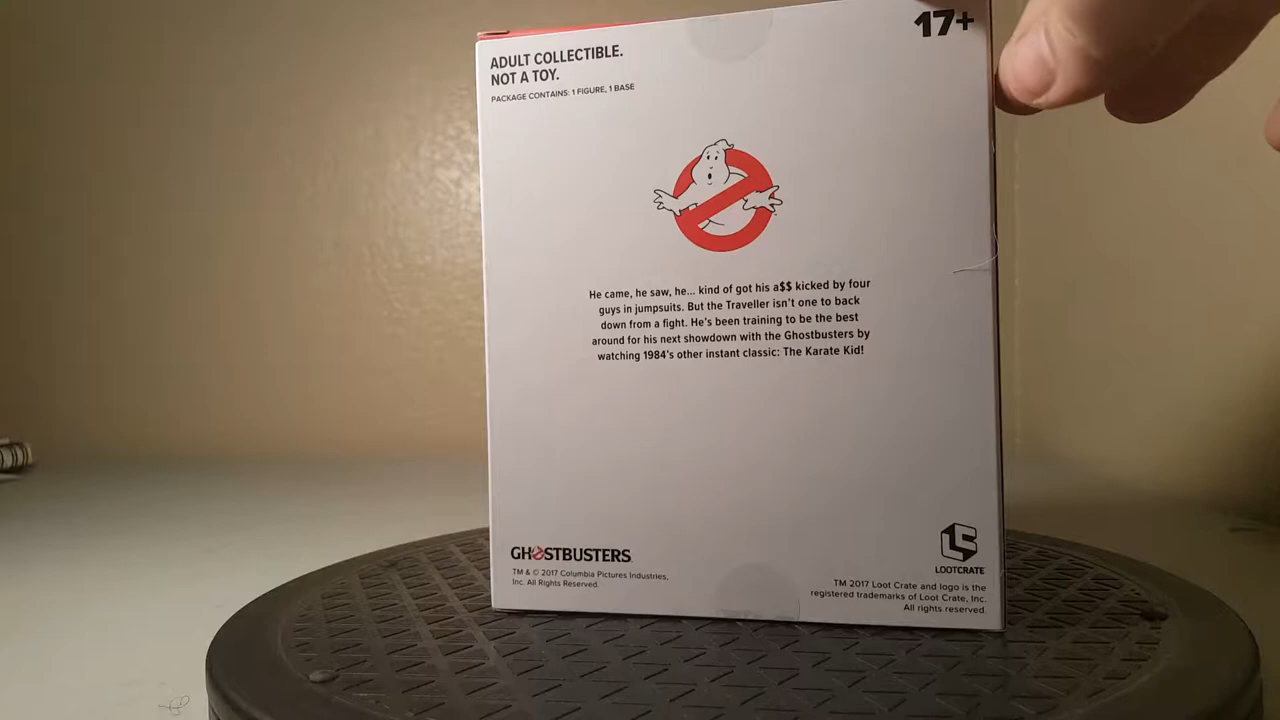 17+
ADULT COLLECTIBLE.
NOT A TOY.
PACKAGE CONTAINS: 1 FIGURE, 1 BASE
He came, he saw, he... kind of got his a$$ kicked by four
guys in jumpsuits. But the Traveller isn't one to back
down from a fight. He's been training to be the best
around for his next showdown with the Ghostbusters by
watching 1984's other instant classic: The Karate Kid!
GHOSTBUSTERS
TM & © 2017 Columbia Pictures Industries,
Inc. All Rights Reserved.
LOOTCRATE
TM 2017 Loot Crate and logo is the
registered trademarks of Loot Crate, Inc.
All rights reserved.